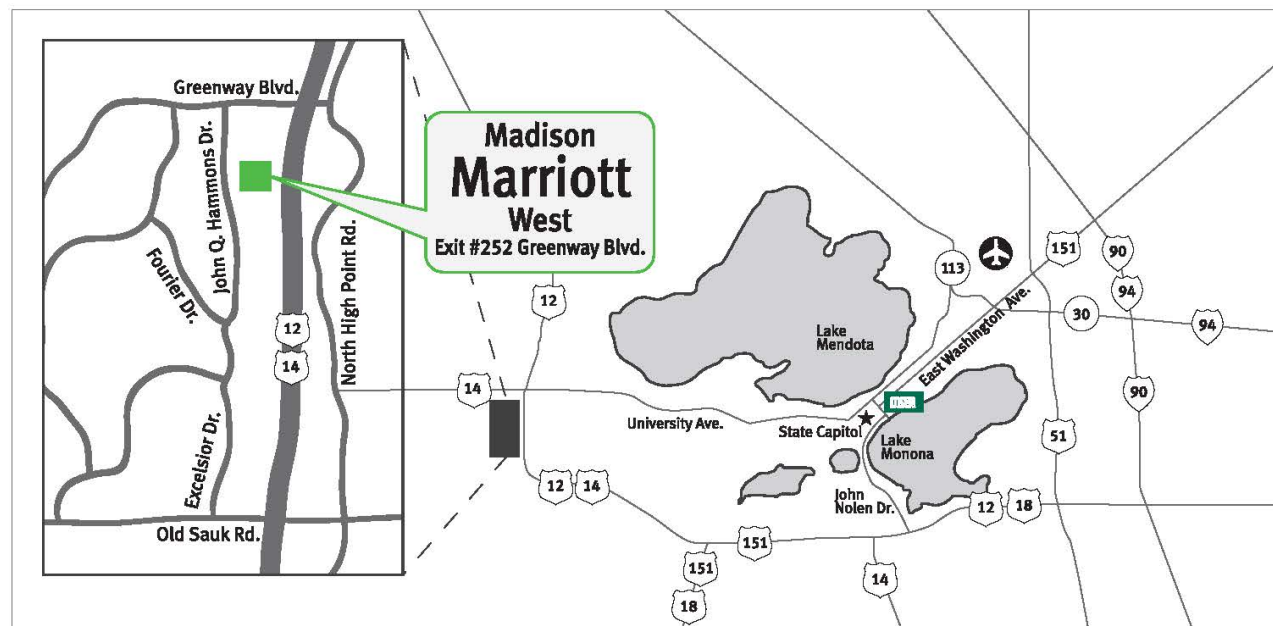 Greenway Blvd.
John Q. Hammons Dr.
Fourier Dr.
North High Point Rd.
12
14
Excelsior Dr.
Old Sauk Rd.
Madison
Marriott
West
Exit #252 Greenway Blvd.
12
14
University Ave.
12
14
151
151
18
14
Lake
Mendota
State Capitol
Lake
Monona
John
Nolen Dr.
East Washington Ave.
113
151
90
94
30
94
90
51
12
18